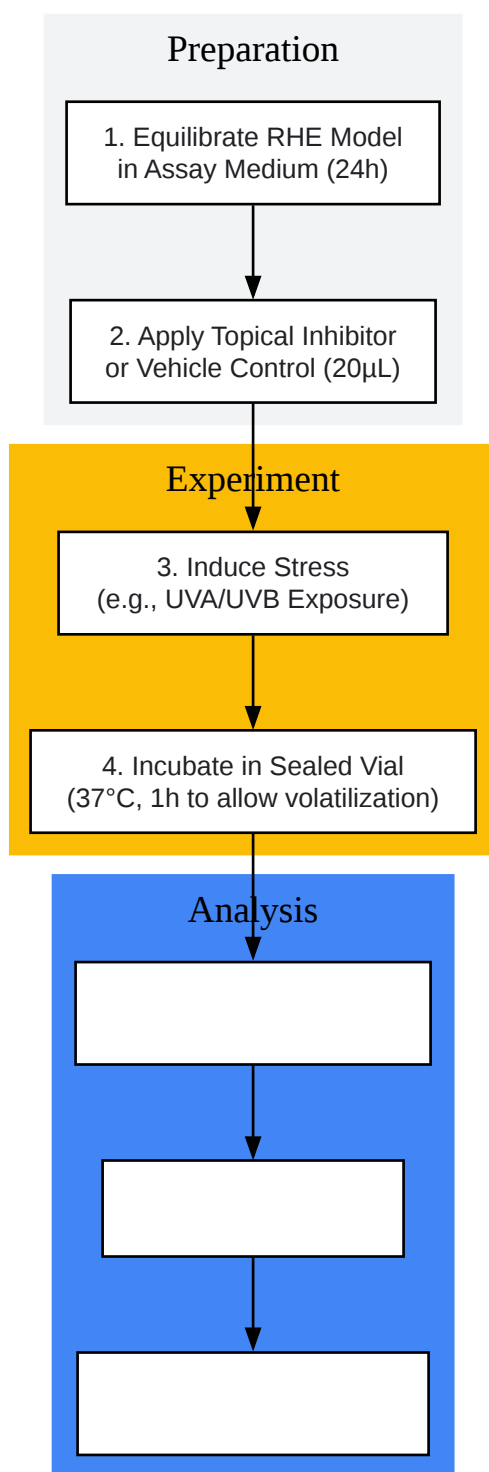 Preparation
1. Equilibrate RHE Model
in Assay Medium (24h)
2. Apply Topical Inhibitor
or Vehicle Control (20µL)
Experiment
3. Induce Stress
(e.g., UVA/UVB Exposure)
4. Incubate in Sealed Vial
(37°C, 1h to allow volatilization)
Analysis